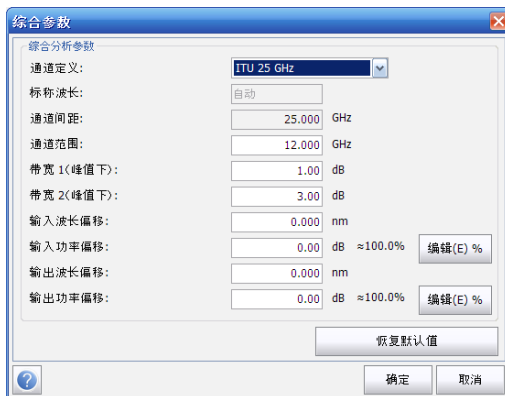 综合参数
综合分析参数
通道定义: ITU 25 GHz
标称波长: 自动
通道间距: 25.000 GHz
通道范围: 12.000 GHz
带宽 1(峰值下): 1.00 dB
带宽 2(峰值下): 3.00 dB
输入波长偏移: 0.000 nm
输入功率偏移: 0.00 dB ≈100.0% 编辑(E) %
输出波长偏移: 0.000 nm
输出功率偏移: 0.00 dB ≈100.0% 编辑(E) %
恢复默认值
? 确定 取消